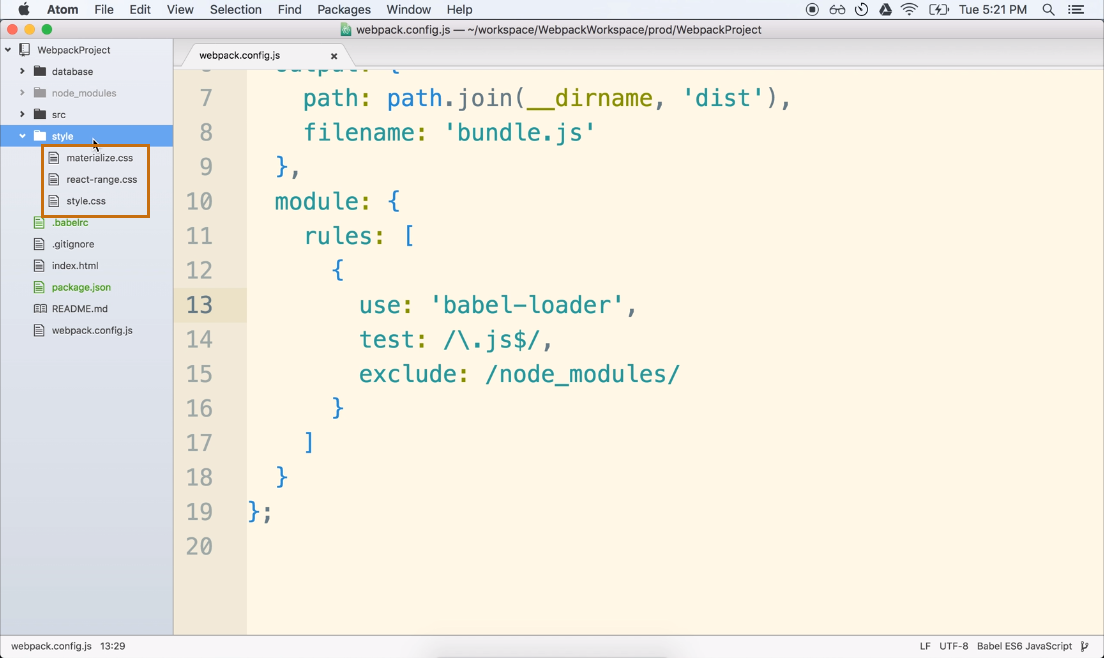 Atom File Edit View Selection Find Packages Window Help Tue 5:21 PM
webpack.config.js — ~/workspace/WebpackWorkspace/prod/WebpackProject
WebpackProject
database
node_modules
src
style
materialize.css
react-range.css
style.css
.babelrc
.gitignore
index.html
package.json
README.md
webpack.config.js
webpack.config.js ×
7 path: path.join(__dirname, 'dist'),
8 filename: 'bundle.js'
9 },
10 module: {
11 rules: [
12 {
13 use: 'babel-loader',
14 test: /\.js$/,
15 exclude: /node_modules/
16 }
17 ]
18 }
19 };
20
webpack.config.js 13:29 LF UTF-8 Babel ES6 JavaScript